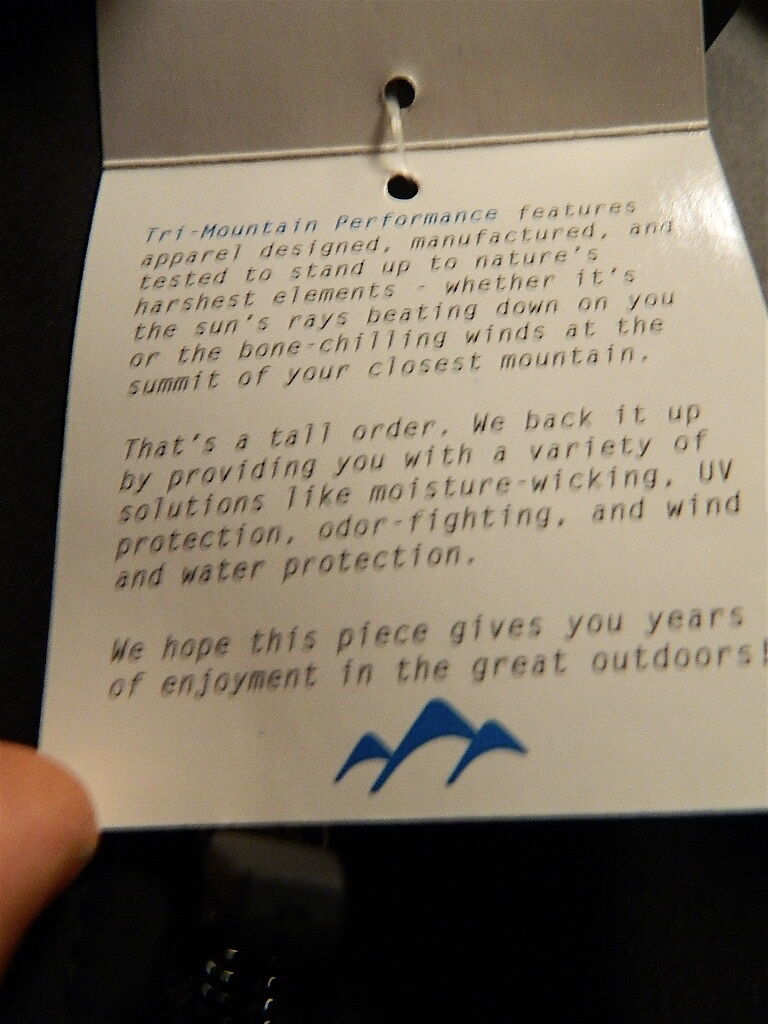 Tri-Mountain Performance features
apparel designed, manufactured, and
tested to stand up to nature's
harshest elements - whether it's
the sun's rays beating down on you
or the bone-chilling winds at the
summit of your closest mountain.
That's a tall order. We back it up
by providing you with a variety of
solutions like moisture-wicking, UV
protection, odor-fighting, and wind
and water protection.
We hope this piece gives you years
of enjoyment in the great outdoors!